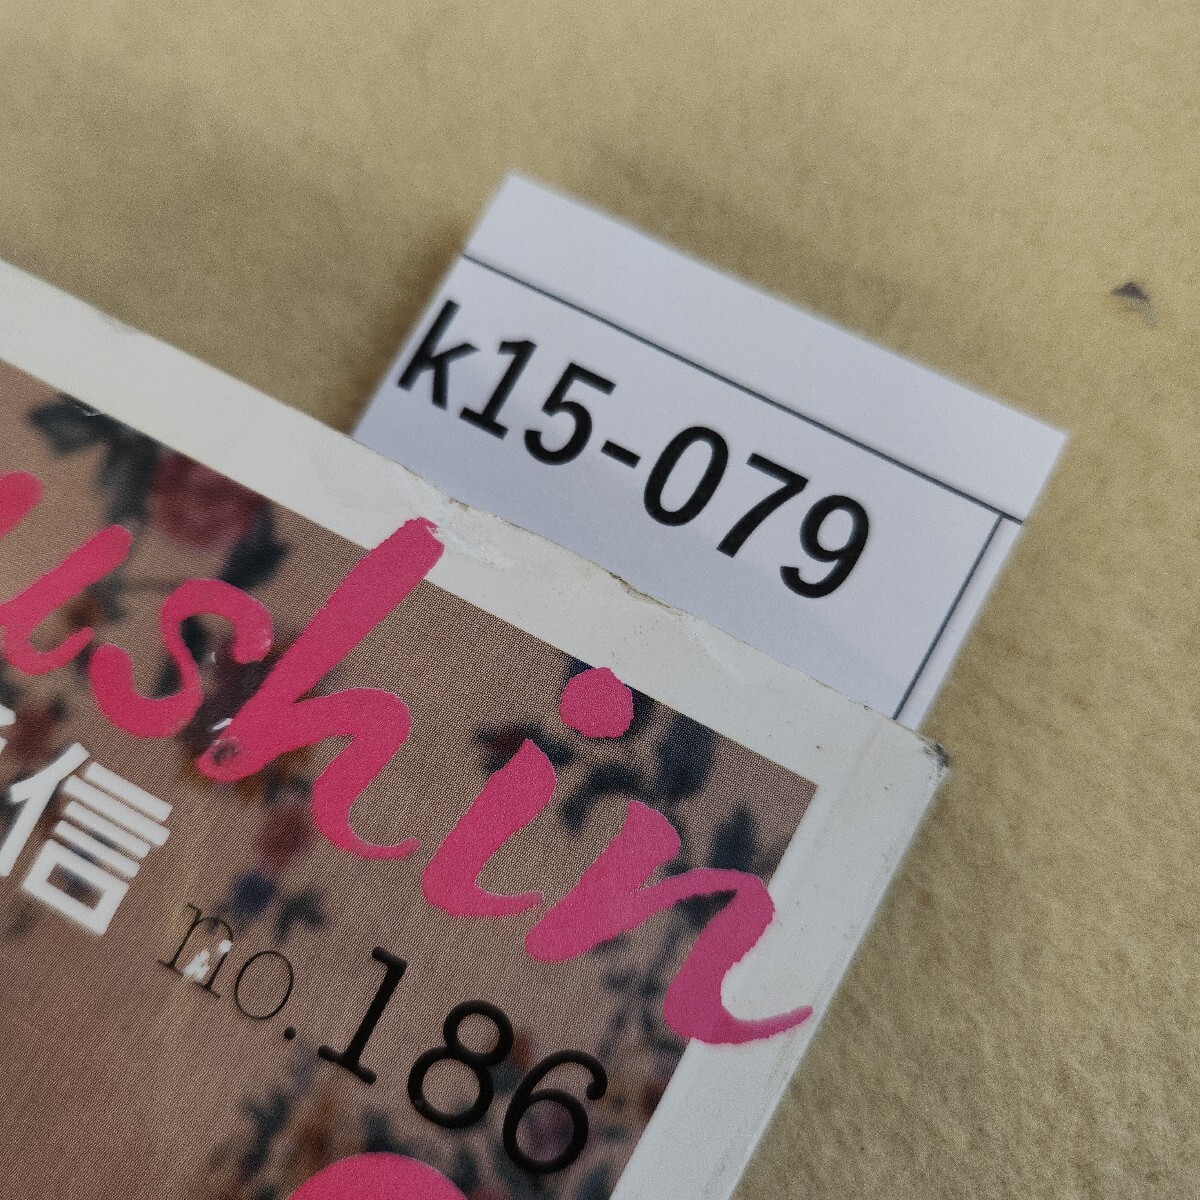 k15-079
ushin
信
no.186